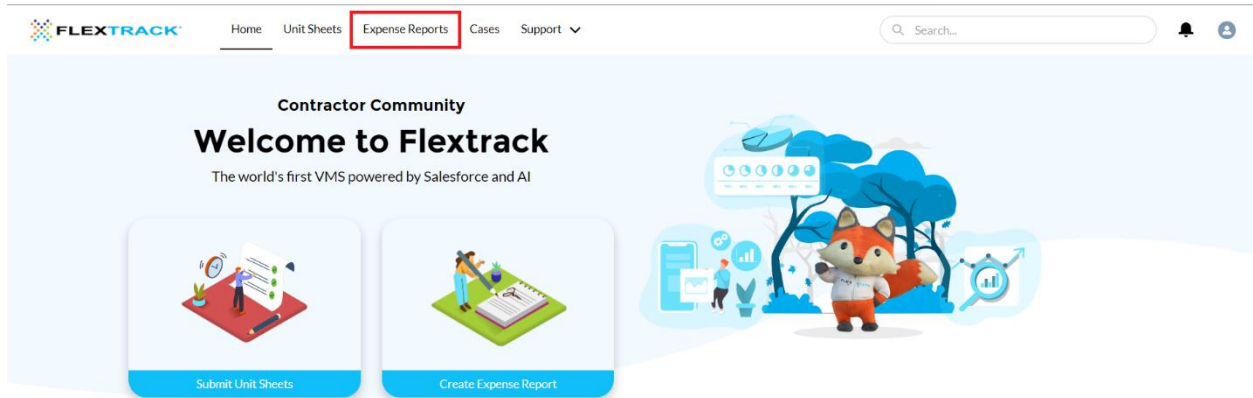 FLEXTRACK
Home Unit Sheets Expense Reports Cases Support
Search...
Contractor Community
Welcome to Flextrack
The world's first VMS powered by Salesforce and AI
Submit Unit Sheets
Create Expense Report